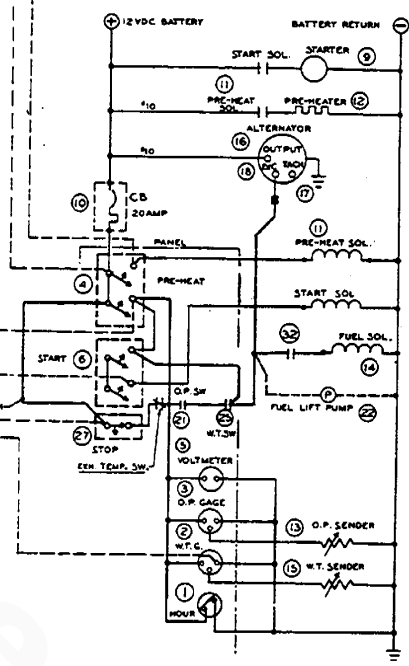 12VDC BATTERY
BATTERY RETURN
START SOL.
STARTER
9
11
PRE-HEAT SOL
PRE-HEATER
12
#10
ALTERNATOR
#10
16
OUTPUT
EXC
TACH
18
17
10
CB
20AMP
PANEL
11
PRE-HEAT SOL.
4
PRE-HEAT
START SOL
32
FUEL SOL.
14
START
6
O.P. SW
21
25
W.T. SW
P
FUEL LIFT PUMP
22
27
STOP
EXH. TEMP. SW.
5
VOLTMETER
3
O.P. GAGE
2
13
O.P. SENDER
W.T.G.
15
W.T. SENDER
1
HOUR